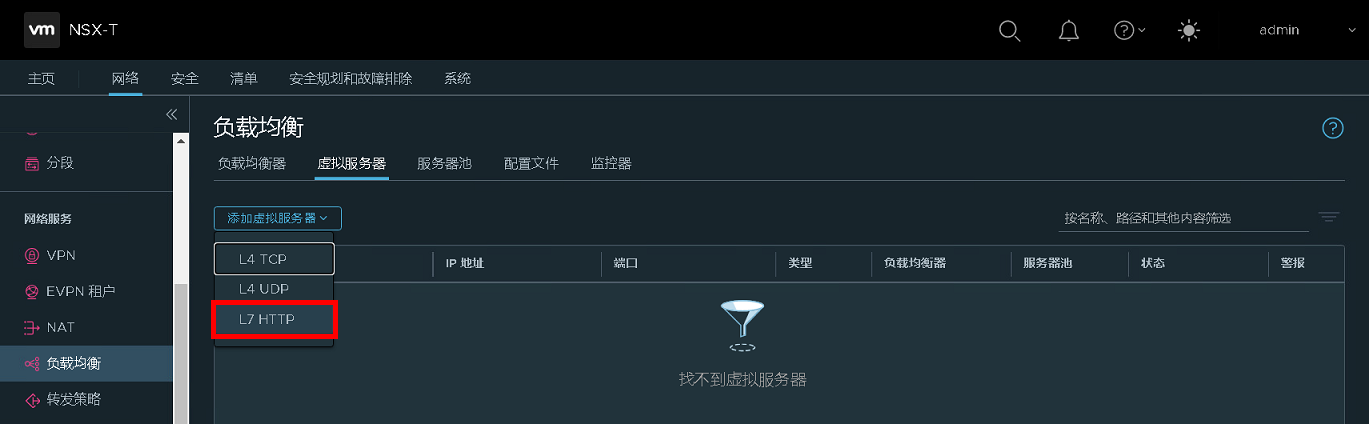 vm NSX-T admin
主页 网络 安全 清单 安全规划和故障排除 系统
负载均衡
分段
负载均衡器 虚拟服务器 服务器池 配置文件 监控器
网络服务
添加虚拟服务器 按名称、路径和其他内容筛选
VPN
L4 TCP
IP 地址 端口 类型 负载均衡器 服务器池 状态 警报
EVPN 租户
L4 UDP
NAT
L7 HTTP
负载均衡
找不到虚拟服务器
转发策略